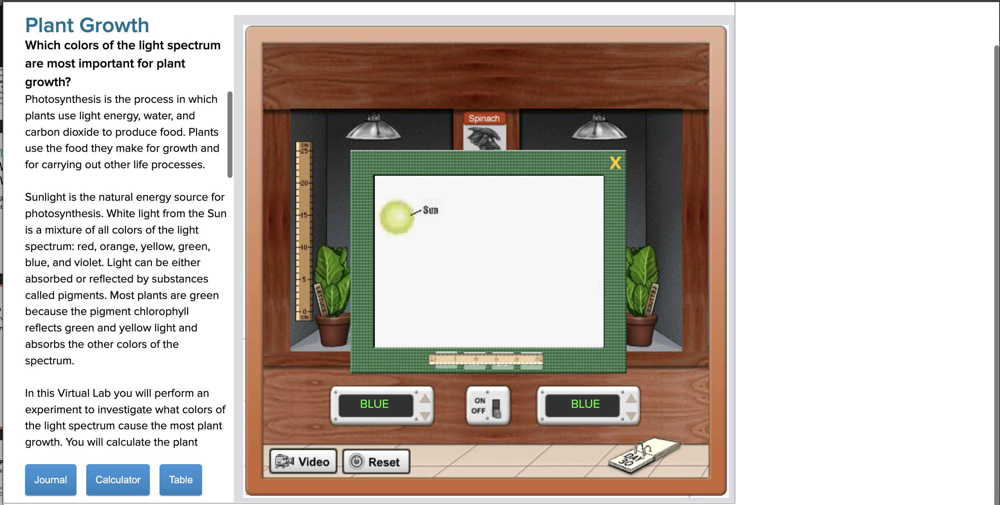 Plant Growth
Which colors of the light spectrum
are most important for plant
growth?
Photosynthesis is the process in which
plants use light energy, water, and
carbon dioxide to produce food. Plants
use the food they make for growth and
for carrying out other life processes.
Sunlight is the natural energy source for
photosynthesis. White light from the Sun
is a mixture of all colors of the light
spectrum: red, orange, yellow, green,
blue, and violet. Light can be either
absorbed or reflected by substances
called pigments. Most plants are green
because the pigment chlorophyll
reflects green and yellow light and
absorbs the other colors of the
spectrum.
In this Virtual Lab you will perform an
experiment to investigate what colors of
the light spectrum cause the most plant
growth. You will calculate the plant
Journal
Calculator
Table
Spinach
cm
25
20
15
10
5
0
cm
LETTUCE
X
Sun
LETTUCE
0 5 10 15 20 25
BLUE
ON
OFF
BLUE
Video
Reset
DAY
30